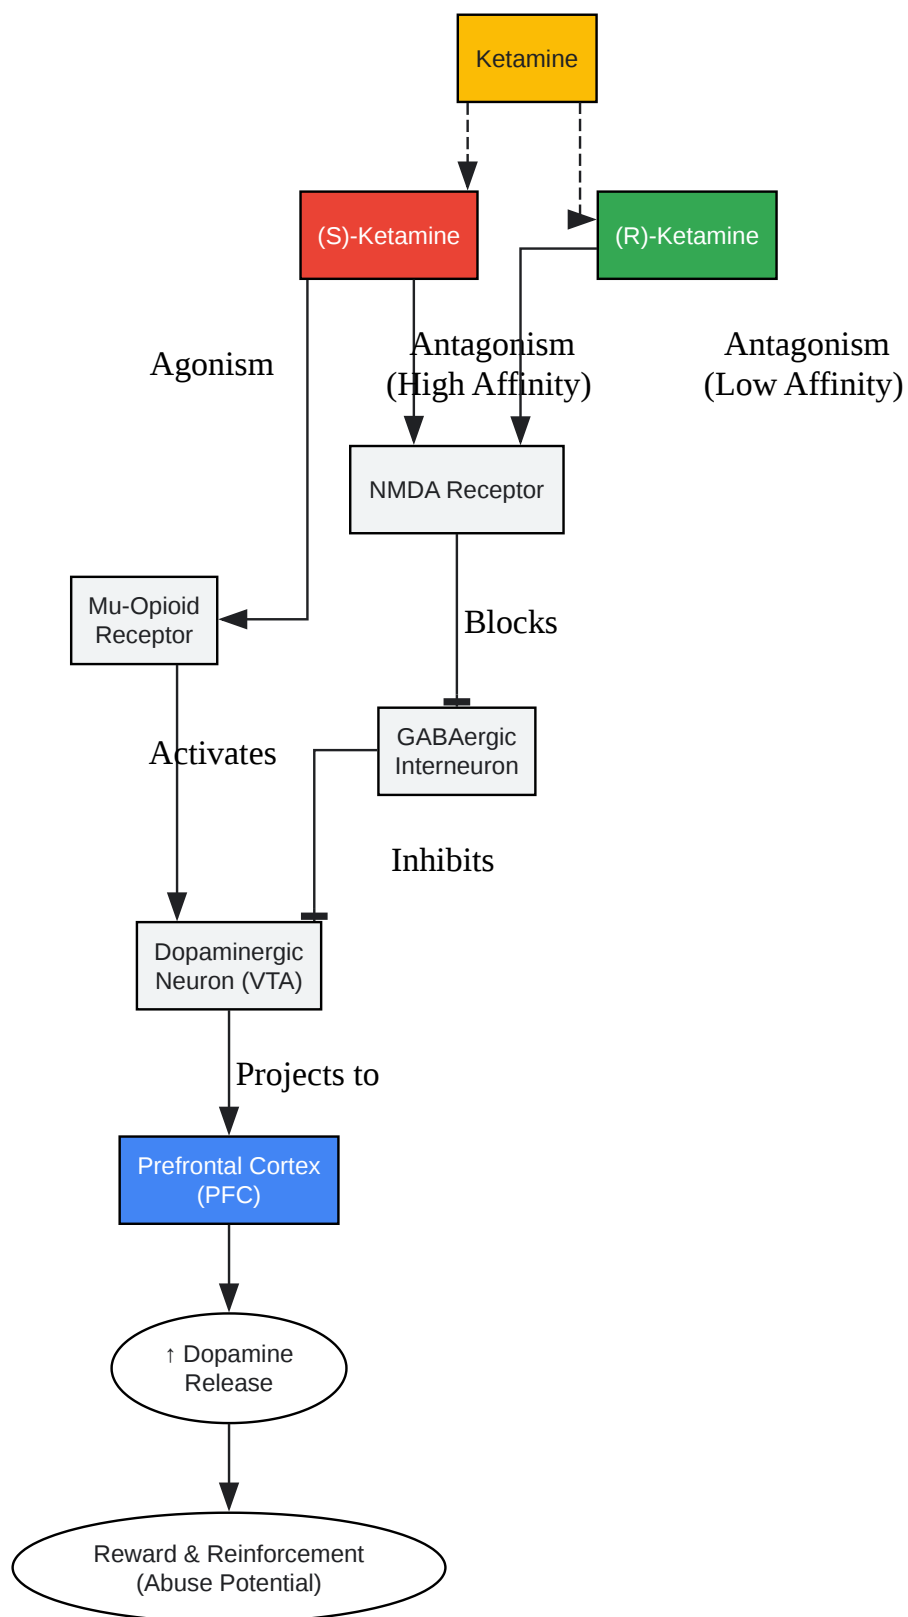 Ketamine
(S)-Ketamine
(R)-Ketamine
Agonism
Antagonism
(High Affinity)
Antagonism
(Low Affinity)
NMDA Receptor
Mu-Opioid
Receptor
Blocks
GABAergic
Interneuron
Activates
Inhibits
Dopaminergic
Neuron (VTA)
Projects to
Prefrontal Cortex
(PFC)
↑ Dopamine
Release
Reward & Reinforcement
(Abuse Potential)